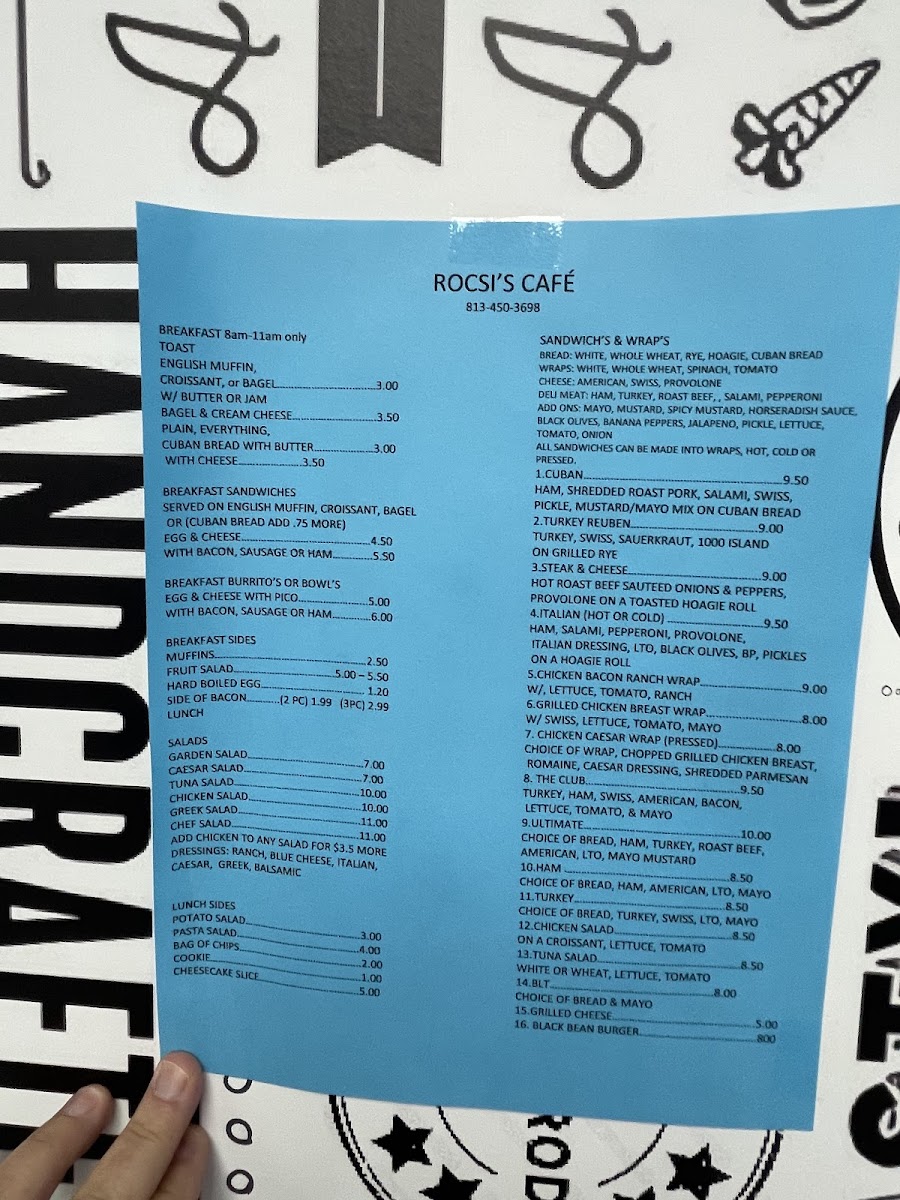 HANDCRAFTE
ROCSI'S CAFÉ
813-450-3698
BREAKFAST 8am-11am only
TOAST
ENGLISH MUFFIN,
CROISSANT, or BAGEL.................3.00
W/ BUTTER OR JAM
BAGEL & CREAM CHEESE.................3.50
PLAIN, EVERYTHING,
CUBAN BREAD WITH BUTTER.................3.00
WITH CHEESE.................3.50
BREAKFAST SANDWICHES
SERVED ON ENGLISH MUFFIN, CROISSANT, BAGEL
OR (CUBAN BREAD ADD .75 MORE)
EGG & CHEESE.................4.50
WITH BACON, SAUSAGE OR HAM.................5.50
BREAKFAST BURRITO'S OR BOWL'S
EGG & CHEESE WITH PICO.................5.00
WITH BACON, SAUSAGE OR HAM.................6.00
BREAKFAST SIDES
MUFFINS.................2.50
FRUIT SALAD.................5.00 – 5.50
HARD BOILED EGG................. 1.20
SIDE OF BACON...........(2 PC) 1.99 (3PC) 2.99
LUNCH
SALADS
GARDEN SALAD.................7.00
CAESAR SALAD.................7.00
TUNA SALAD.................10.00
CHICKEN SALAD.................10.00
GREEK SALAD.................11.00
CHEF SALAD.................11.00
ADD CHICKEN TO ANY SALAD FOR $3.5 MORE
DRESSINGS: RANCH, BLUE CHEESE, ITALIAN,
CAESAR, GREEK, BALSAMIC
LUNCH SIDES
POTATO SALAD.................3.00
PASTA SALAD.................4.00
BAG OF CHIPS.................2.00
COOKIE.................1.00
CHEESECAKE SLICE.................5.00
SANDWICH'S & WRAP'S
BREAD: WHITE, WHOLE WHEAT, RYE, HOAGIE, CUBAN BREAD
WRAPS: WHITE, WHOLE WHEAT, SPINACH, TOMATO
CHEESE: AMERICAN, SWISS, PROVOLONE
DELI MEAT: HAM, TURKEY, ROAST BEEF, , SALAMI, PEPPERONI
ADD ONS: MAYO, MUSTARD, SPICY MUSTARD, HORSERADISH SAUCE,
BLACK OLIVES, BANANA PEPPERS, JALAPENO, PICKLE, LETTUCE,
TOMATO, ONION
ALL SANDWICHES CAN BE MADE INTO WRAPS, HOT, COLD OR
PRESSED.
1.CUBAN.................9.50
HAM, SHREDDED ROAST PORK, SALAMI, SWISS,
PICKLE, MUSTARD/MAYO MIX ON CUBAN BREAD
2.TURKEY REUBEN.................9.00
TURKEY, SWISS, SAUERKRAUT, 1000 ISLAND
ON GRILLED RYE
3.STEAK & CHEESE.................9.00
HOT ROAST BEEF SAUTEED ONIONS & PEPPERS,
PROVOLONE ON A TOASTED HOAGIE ROLL
4.ITALIAN (HOT OR COLD) .................9.50
HAM, SALAMI, PEPPERONI, PROVOLONE,
ITALIAN DRESSING, LTO, BLACK OLIVES, BP, PICKLES
ON A HOAGIE ROLL
5.CHICKEN BACON RANCH WRAP.................9.00
W/, LETTUCE, TOMATO, RANCH
6.GRILLED CHICKEN BREAST WRAP.................8.00
W/ SWISS, LETTUCE, TOMATO, MAYO
7. CHICKEN CAESAR WRAP (PRESSED).................8.00
CHOICE OF WRAP, CHOPPED GRILLED CHICKEN BREAST,
ROMAINE, CAESAR DRESSING, SHREDDED PARMESAN
8. THE CLUB.................9.50
TURKEY, HAM, SWISS, AMERICAN, BACON,
LETTUCE, TOMATO, & MAYO
9.ULTIMATE.................10.00
CHOICE OF BREAD, HAM, TURKEY, ROAST BEEF,
AMERICAN, LTO, MAYO MUSTARD
10.HAM .................8.50
CHOICE OF BREAD, HAM, AMERICAN, LTO, MAYO
11.TURKEY.................8.50
CHOICE OF BREAD, TURKEY, SWISS, LTO, MAYO
12.CHICKEN SALAD.................8.50
ON A CROISSANT, LETTUCE, TOMATO
13.TUNA SALAD.................8.50
WHITE OR WHEAT, LETTUCE, TOMATO
14.BLT.................8.00
CHOICE OF BREAD & MAYO
15.GRILLED CHEESE.................5.00
16. BLACK BEAN BURGER.................800
ROD